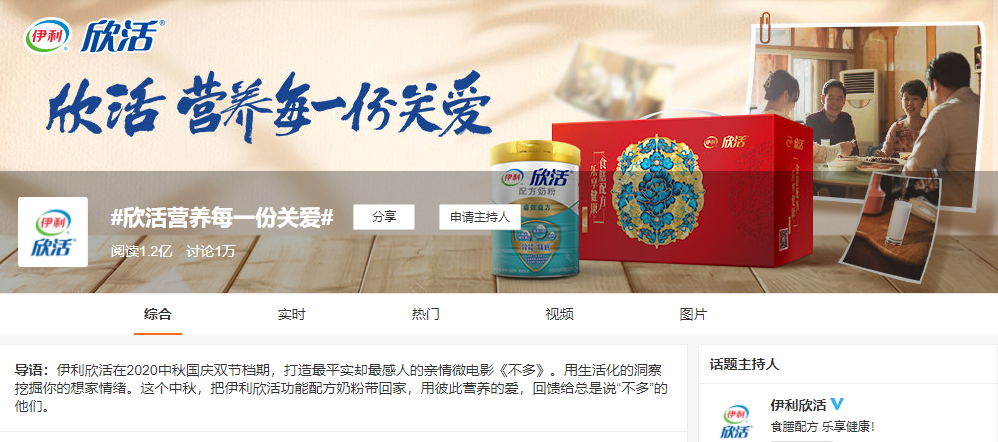 伊利 欣活®
欣活 营养每一份关爱
伊利 欣活
配方奶粉
伊利 欣活
食膳配方
乐享健康
伊利
欣活
#欣活营养每一份关爱#
分享
申请主持人
阅读1.2亿 讨论1万
综合
实时
热门
视频
图片
导语：伊利欣活在2020中秋国庆双节档期，打造最平实却最感人的亲情微电影《不多》。用生活化的洞察
挖掘你的想家情绪。这个中秋，把伊利欣活功能配方奶粉带回家，用彼此营养的爱，回馈给总是说“不多”的
他们。
话题主持人
伊利
欣活
伊利欣活
食膳配方 乐享健康！